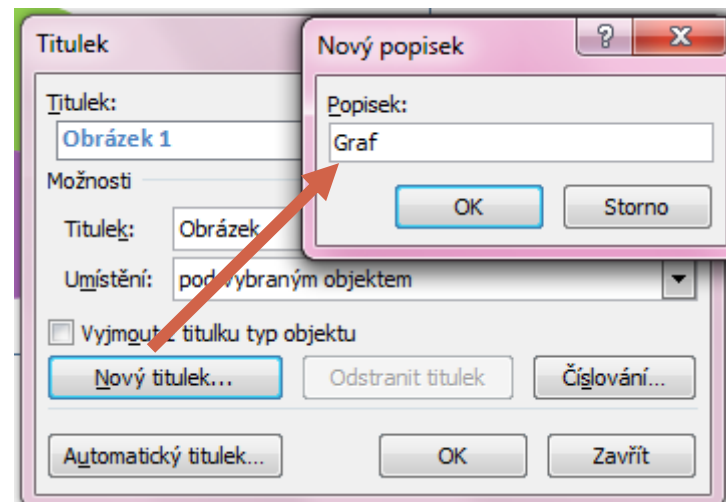 Titulek
Titulek:
Obrázek 1
Možnosti
Titulek: Obrázek
Umístění: pod vybraným objektem
Vyjmout z titulku typ objektu
Nový titulek... Odstranit titulek Číslování...
Automatický titulek... OK Zavřít
Nový popisek
Popisek:
Graf
OK Storno